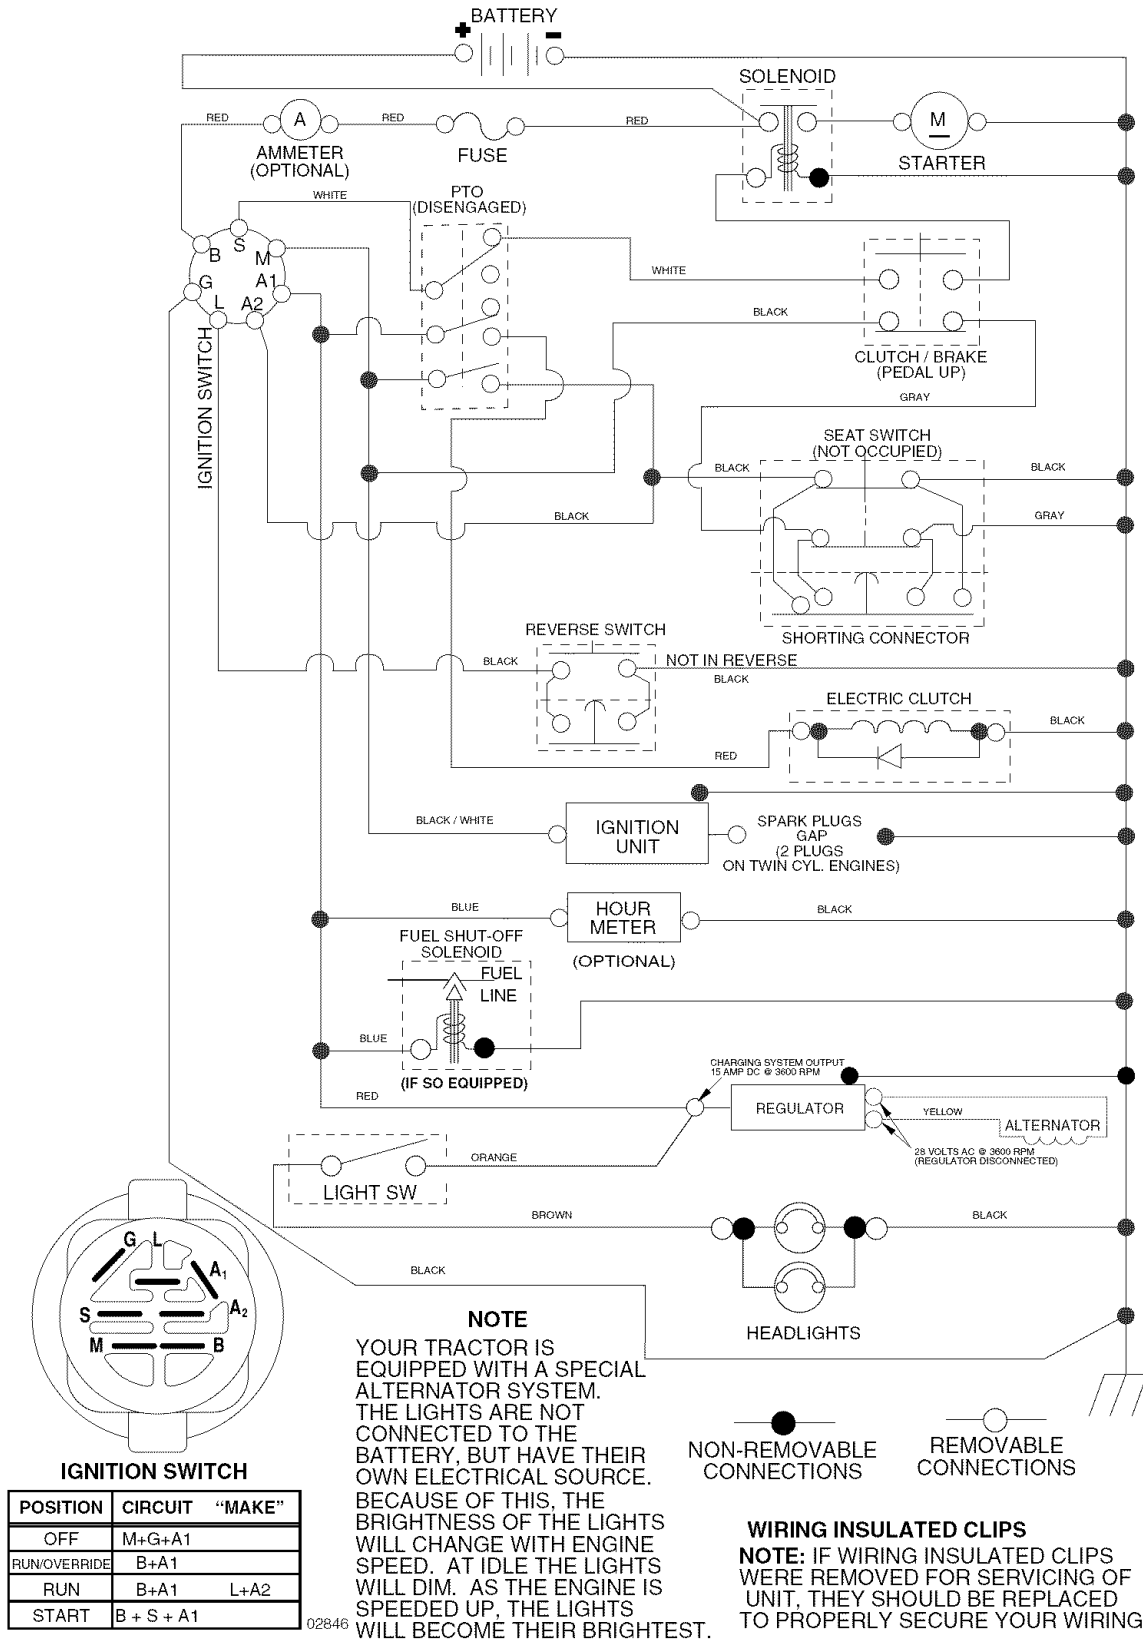 BATTERY
+ -
SOLENOID
RED
A
RED
RED
M
AMMETER
(OPTIONAL)
FUSE
STARTER
WHITE
PTO
(DISENGAGED)
S
B
M
A1
G
L
A2
IGNITION SWITCH
WHITE
BLACK
CLUTCH / BRAKE
(PEDAL UP)
GRAY
SEAT SWITCH
(NOT OCCUPIED)
BLACK
BLACK
BLACK
GRAY
SHORTING CONNECTOR
REVERSE SWITCH
BLACK
NOT IN REVERSE
BLACK
ELECTRIC CLUTCH
BLACK
RED
BLACK / WHITE
IGNITION
UNIT
SPARK PLUGS
GAP
(2 PLUGS
ON TWIN CYL. ENGINES)
BLUE
HOUR
METER
BLACK
(OPTIONAL)
FUEL SHUT-OFF
SOLENOID
FUEL
LINE
BLUE
(IF SO EQUIPPED)
CHARGING SYSTEM OUTPUT
15 AMP DC @ 3600 RPM
RED
REGULATOR
YELLOW
ALTERNATOR
28 VOLTS AC @ 3600 RPM
(REGULATOR DISCONNECTED)
ORANGE
LIGHT SW
BROWN
BLACK
BLACK
HEADLIGHTS
G L
A1
A2
S
M
B
IGNITION SWITCH
POSITION CIRCUIT "MAKE"
OFF M+G+A1
RUN/OVERRIDE B+A1
RUN B+A1 L+A2
START B + S + A1
02846
NOTE
YOUR TRACTOR IS
EQUIPPED WITH A SPECIAL
ALTERNATOR SYSTEM.
THE LIGHTS ARE NOT
CONNECTED TO THE
BATTERY, BUT HAVE THEIR
OWN ELECTRICAL SOURCE.
BECAUSE OF THIS, THE
BRIGHTNESS OF THE LIGHTS
WILL CHANGE WITH ENGINE
SPEED. AT IDLE THE LIGHTS
WILL DIM. AS THE ENGINE IS
SPEEDED UP, THE LIGHTS
WILL BECOME THEIR BRIGHTEST.
NON-REMOVABLE
CONNECTIONS
REMOVABLE
CONNECTIONS
WIRING INSULATED CLIPS
NOTE: IF WIRING INSULATED CLIPS
WERE REMOVED FOR SERVICING OF
UNIT, THEY SHOULD BE REPLACED
TO PROPERLY SECURE YOUR WIRING